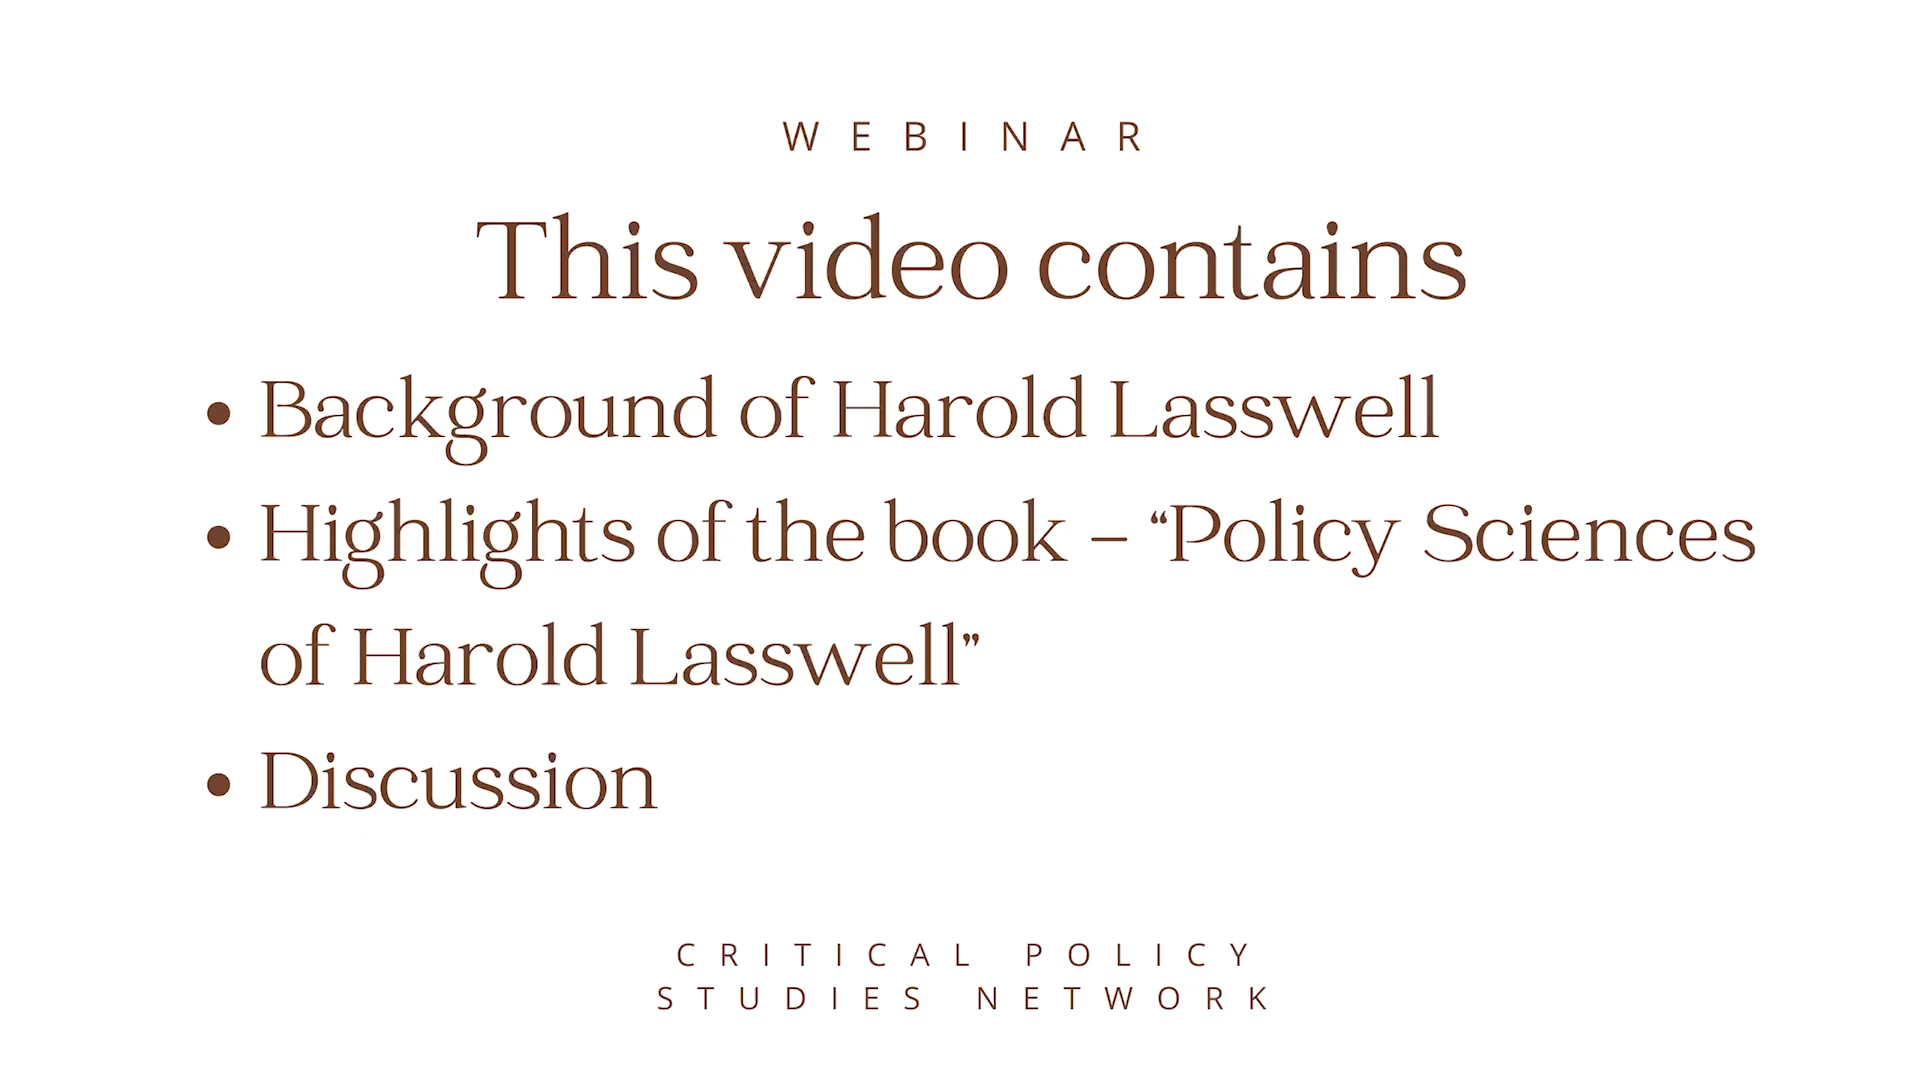 WEBINAR
This video contains
• Background of Harold Lasswell
• Highlights of the book – “Policy Sciences
of Harold Lasswell”
• Discussion
CRITICAL POLICY
STUDIES NETWORK